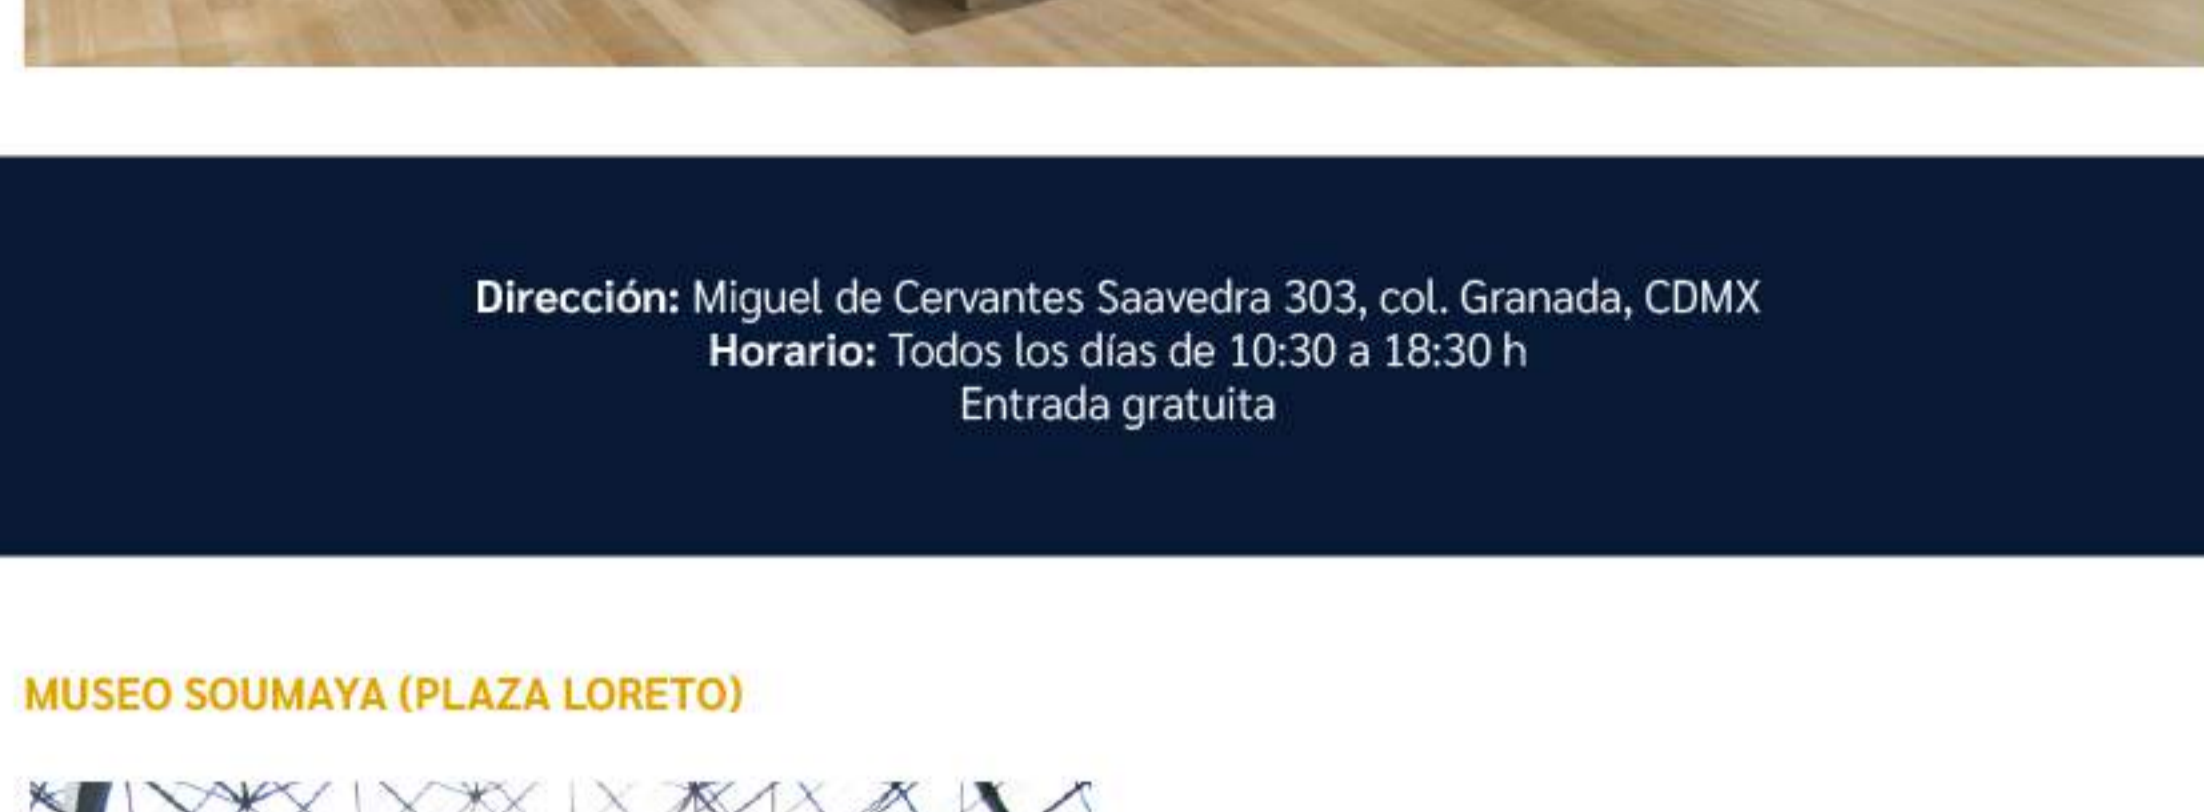 Dirección: Miguel de Cervantes Saavedra 303, col. Granada, CDMX
Horario: Todos los días de 10:30 a 18:30 h
Entrada gratuita
MUSEO SOUMAYA (PLAZA LORETO)